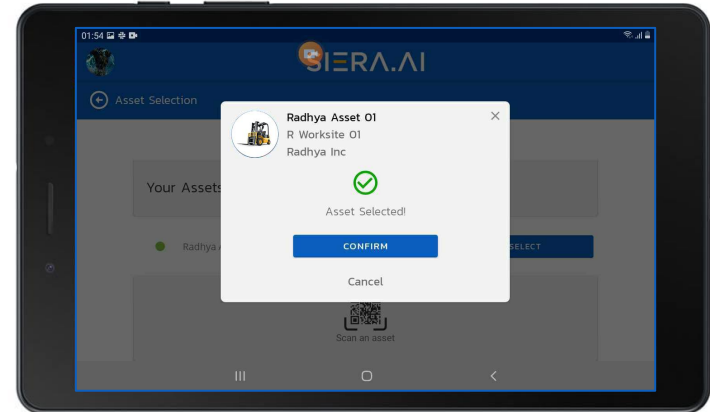 01:54
SIERA.AI
Asset Selection
Radhya Asset 01
R Worksite 01
Radhya Inc
Your Assets
Asset Selected!
Radhya
CONFIRM
SELECT
Cancel
Scan an asset